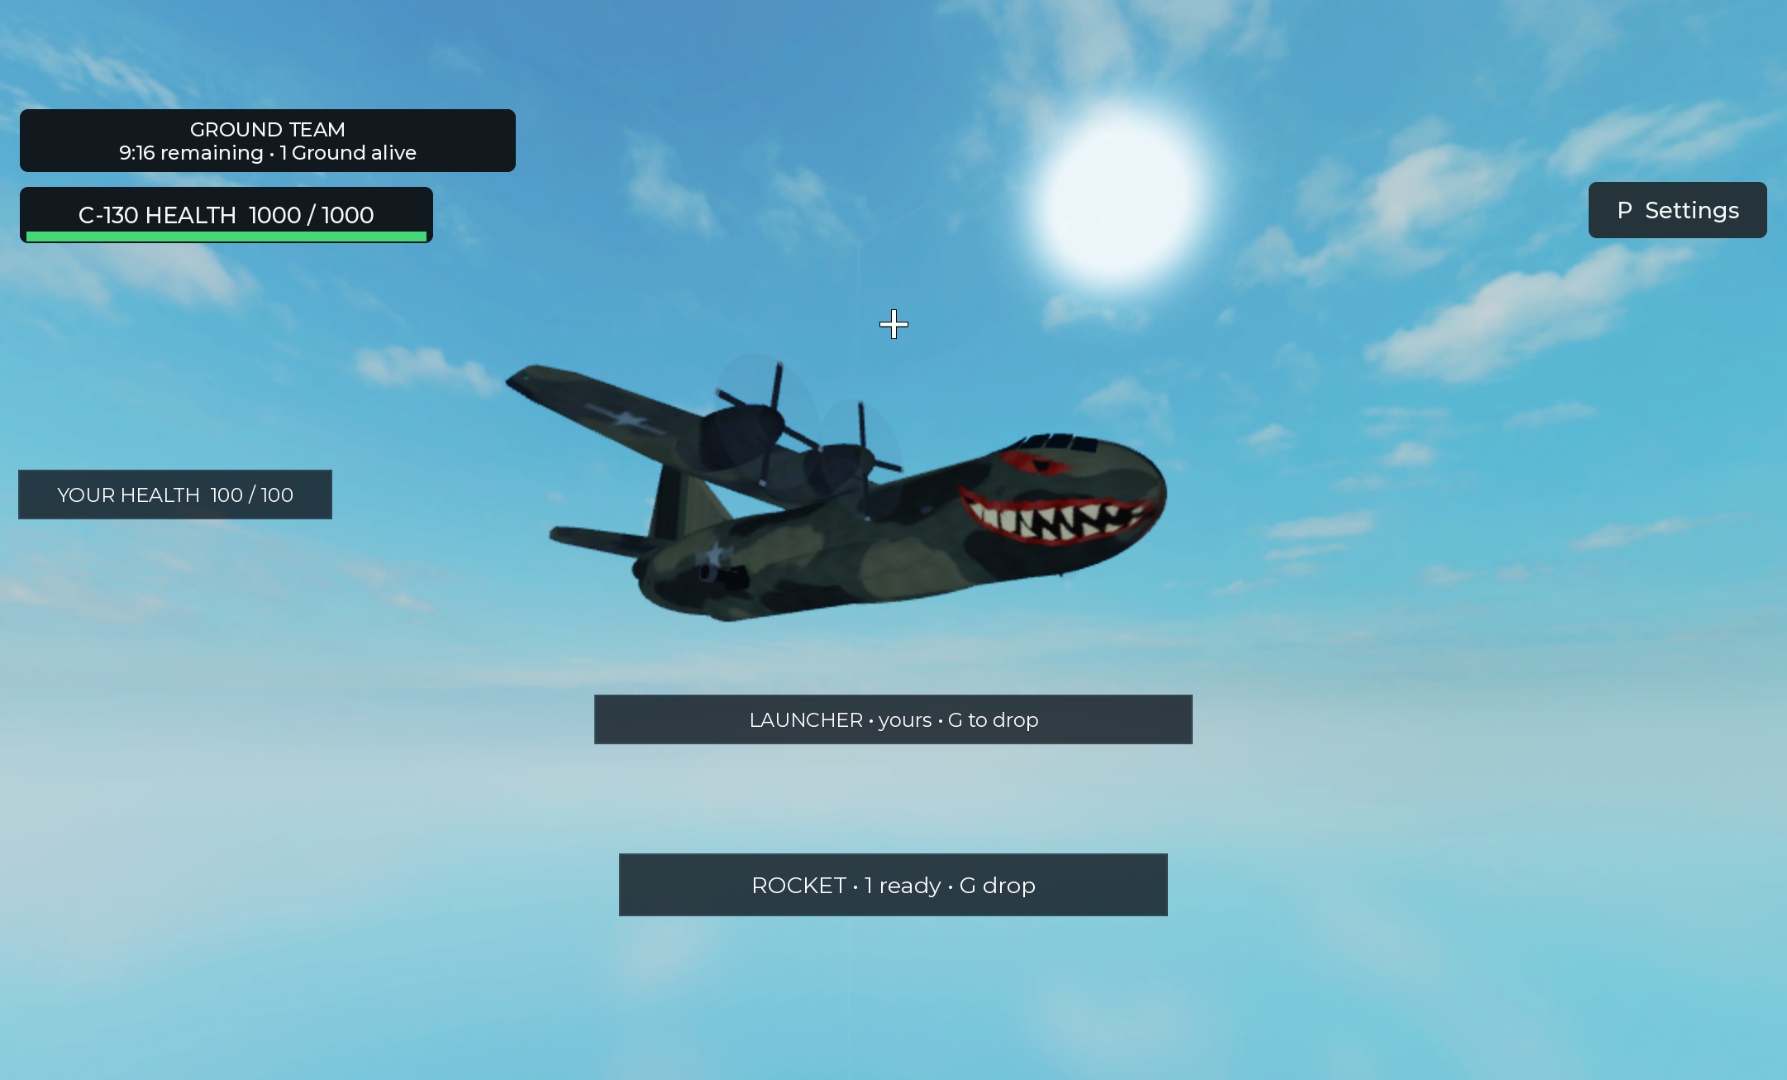 GROUND TEAM
9:16 remaining • 1 Ground alive
C-130 HEALTH 1000 / 1000
P Settings
YOUR HEALTH 100 / 100
LAUNCHER • yours • G to drop
ROCKET • 1 ready • G drop